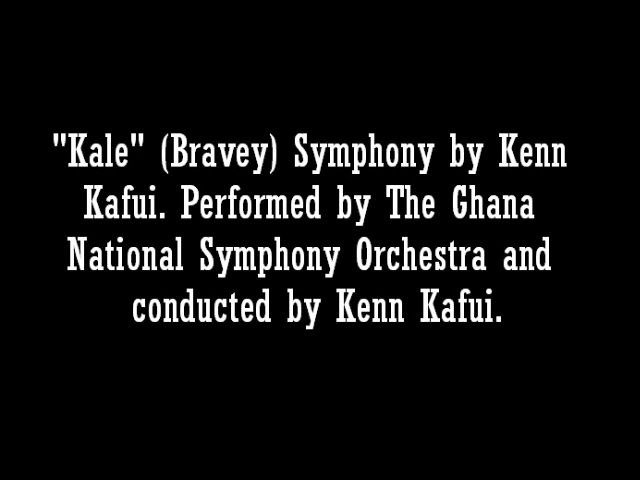 "Kale" (Bravey) Symphony by Kenn
Kafui. Performed by The Ghana
National Symphony Orchestra and
conducted by Kenn Kafui.